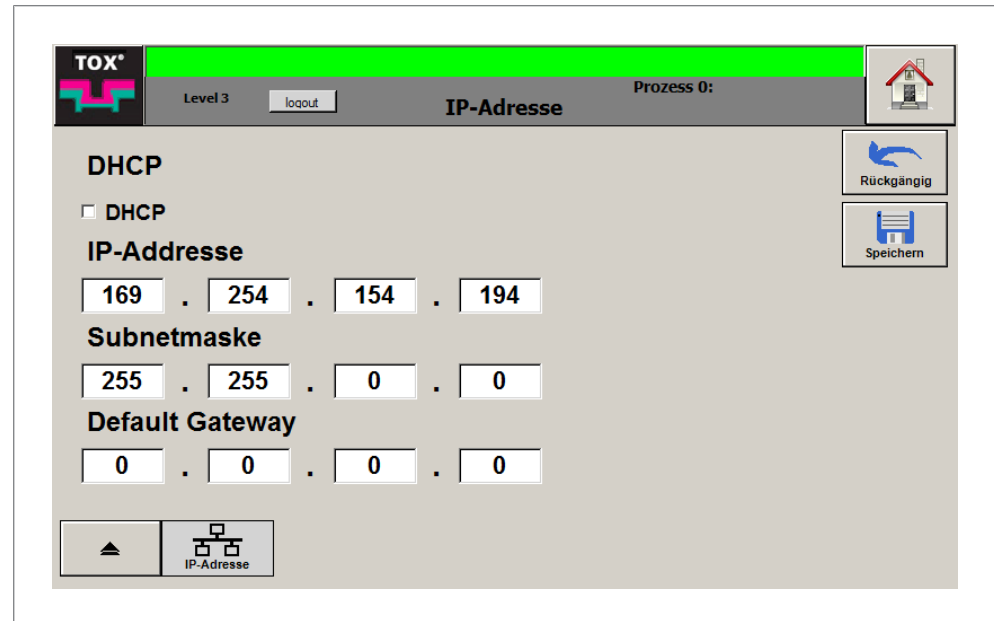 TOX®
Level 3
logout
IP-Adresse
Prozess 0:
Rückgängig
Speichern
DHCP
DHCP
IP-Addresse
169 . 254 . 154 . 194
Subnetmaske
255 . 255 . 0 . 0
Default Gateway
0 . 0 . 0 . 0
IP-Adresse